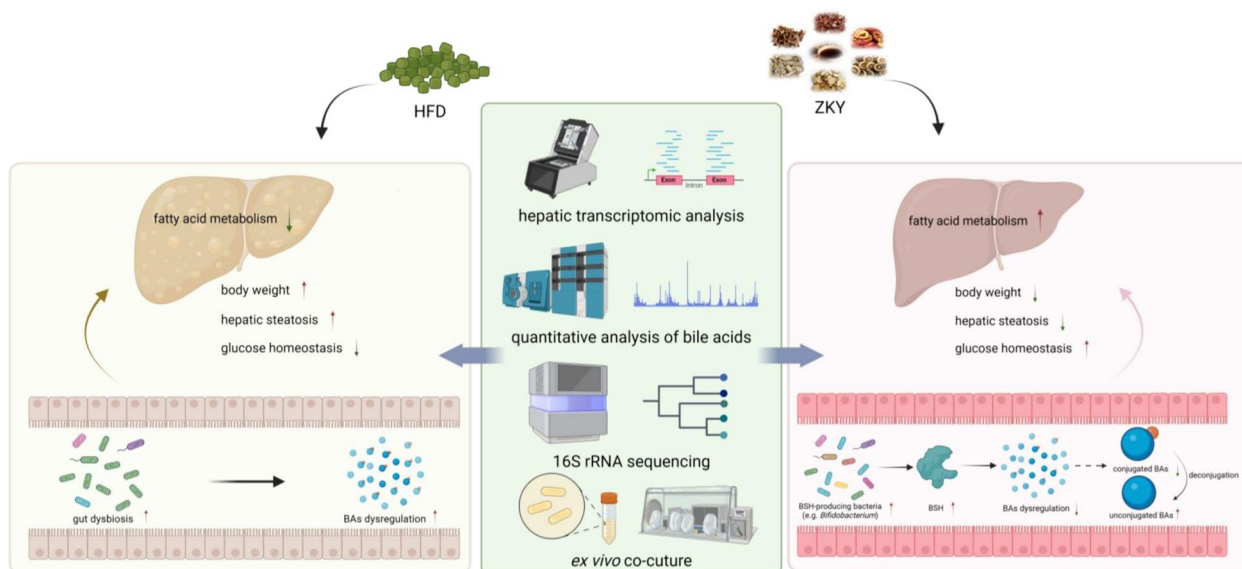 HFD
ZKY
fatty acid metabolism ↓
body weight ↑
hepatic steatosis ↑
glucose homeostasis ↓
gut dysbiosis ↑
BAs dysregulation ↑
Exon
Intron
Exon
hepatic transcriptomic analysis
quantitative analysis of bile acids
16S rRNA sequencing
ex vivo co-cuture
fatty acid metabolism ↑
body weight ↓
hepatic steatosis ↓
glucose homeostasis ↑
BSH-producing bacteria ↑
(e.g. Bifidobacterium)
BSH ↑
BAs dysregulation ↓
conjugated BAs ↓
deconjugation
unconjugated BAs ↑